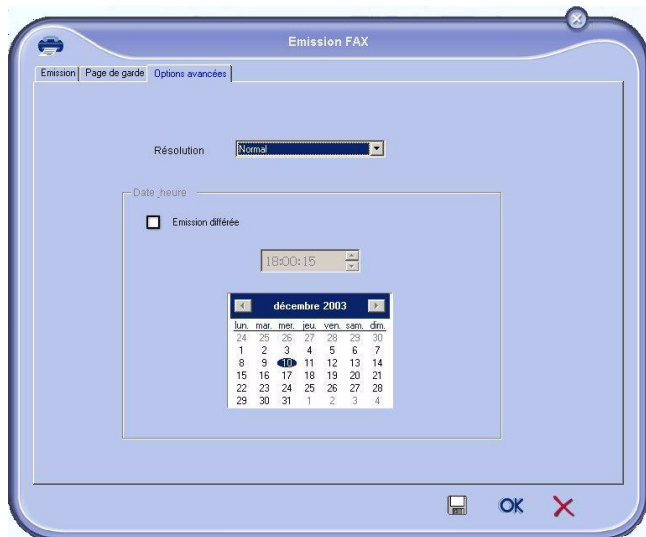 Emission FAX
Emission Page de garde Options avancées
Résolution Normal
Date_heure
Emission différée
18:00:15
décembre 2003
lun. mar. mer. jeu. ven. sam. dim.
24 25 26 27 28 29 30
1 2 3 4 5 6 7
8 9 10 11 12 13 14
15 16 17 18 19 20 21
22 23 24 25 26 27 28
29 30 31 1 2 3 4
OK